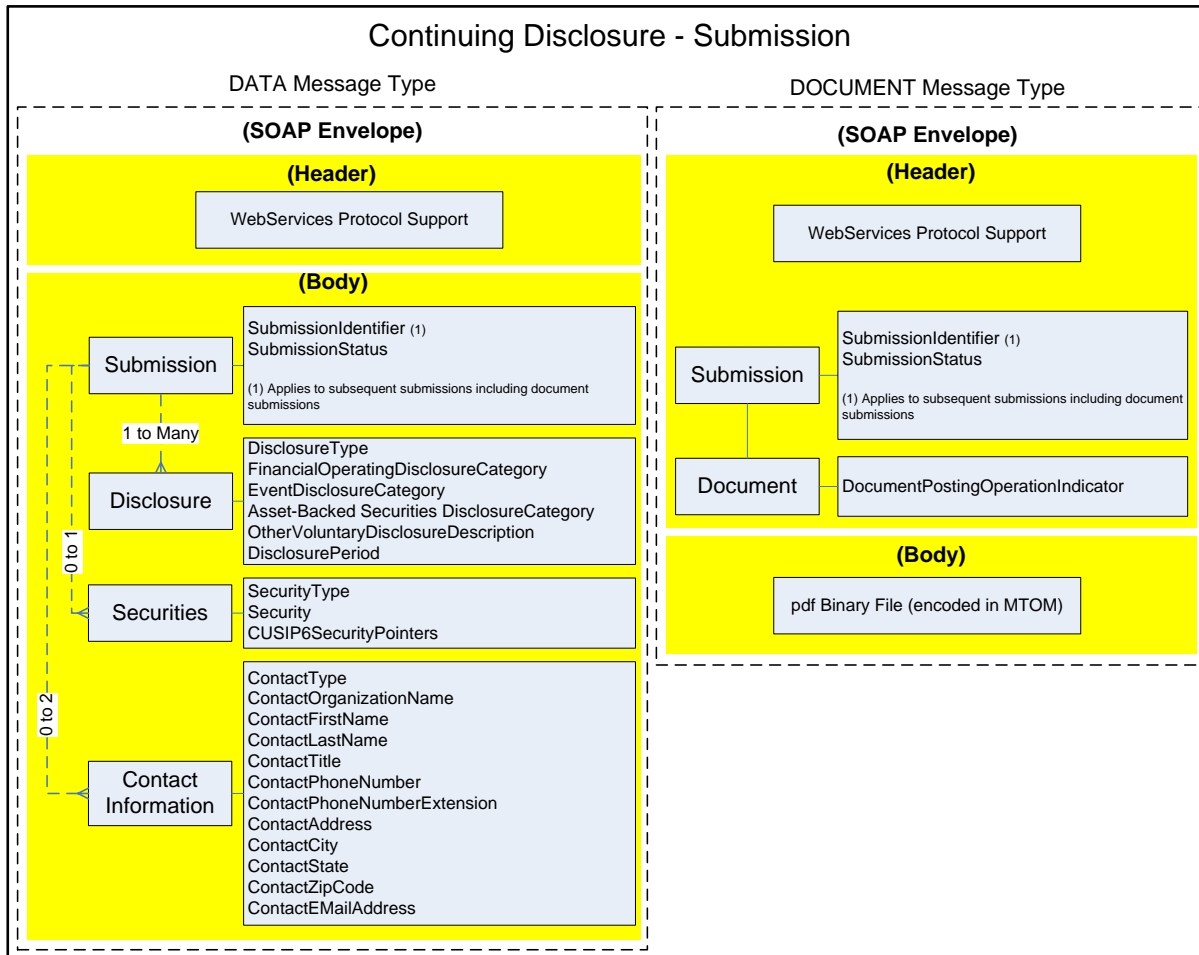 Continuing Disclosure - Submission
DATA Message Type
(SOAP Envelope)
(Header)
WebServices Protocol Support
(Body)
Submission
SubmissionIdentifier (1)
SubmissionStatus
(1) Applies to subsequent submissions including document
submissions
1 to Many
Disclosure
DisclosureType
FinancialOperatingDisclosureCategory
EventDisclosureCategory
Asset-Backed Securities DisclosureCategory
OtherVoluntaryDisclosureDescription
DisclosurePeriod
0 to 1
Securities
SecurityType
Security
CUSIP6SecurityPointers
0 to 2
Contact
Information
ContactType
ContactOrganizationName
ContactFirstName
ContactLastName
ContactTitle
ContactPhoneNumber
ContactPhoneNumberExtension
ContactAddress
ContactCity
ContactState
ContactZipCode
ContactEMailAddress
DOCUMENT Message Type
(SOAP Envelope)
(Header)
WebServices Protocol Support
Submission
SubmissionIdentifier (1)
SubmissionStatus
(1) Applies to subsequent submissions including document
submissions
Document
DocumentPostingOperationIndicator
(Body)
pdf Binary File (encoded in MTOM)